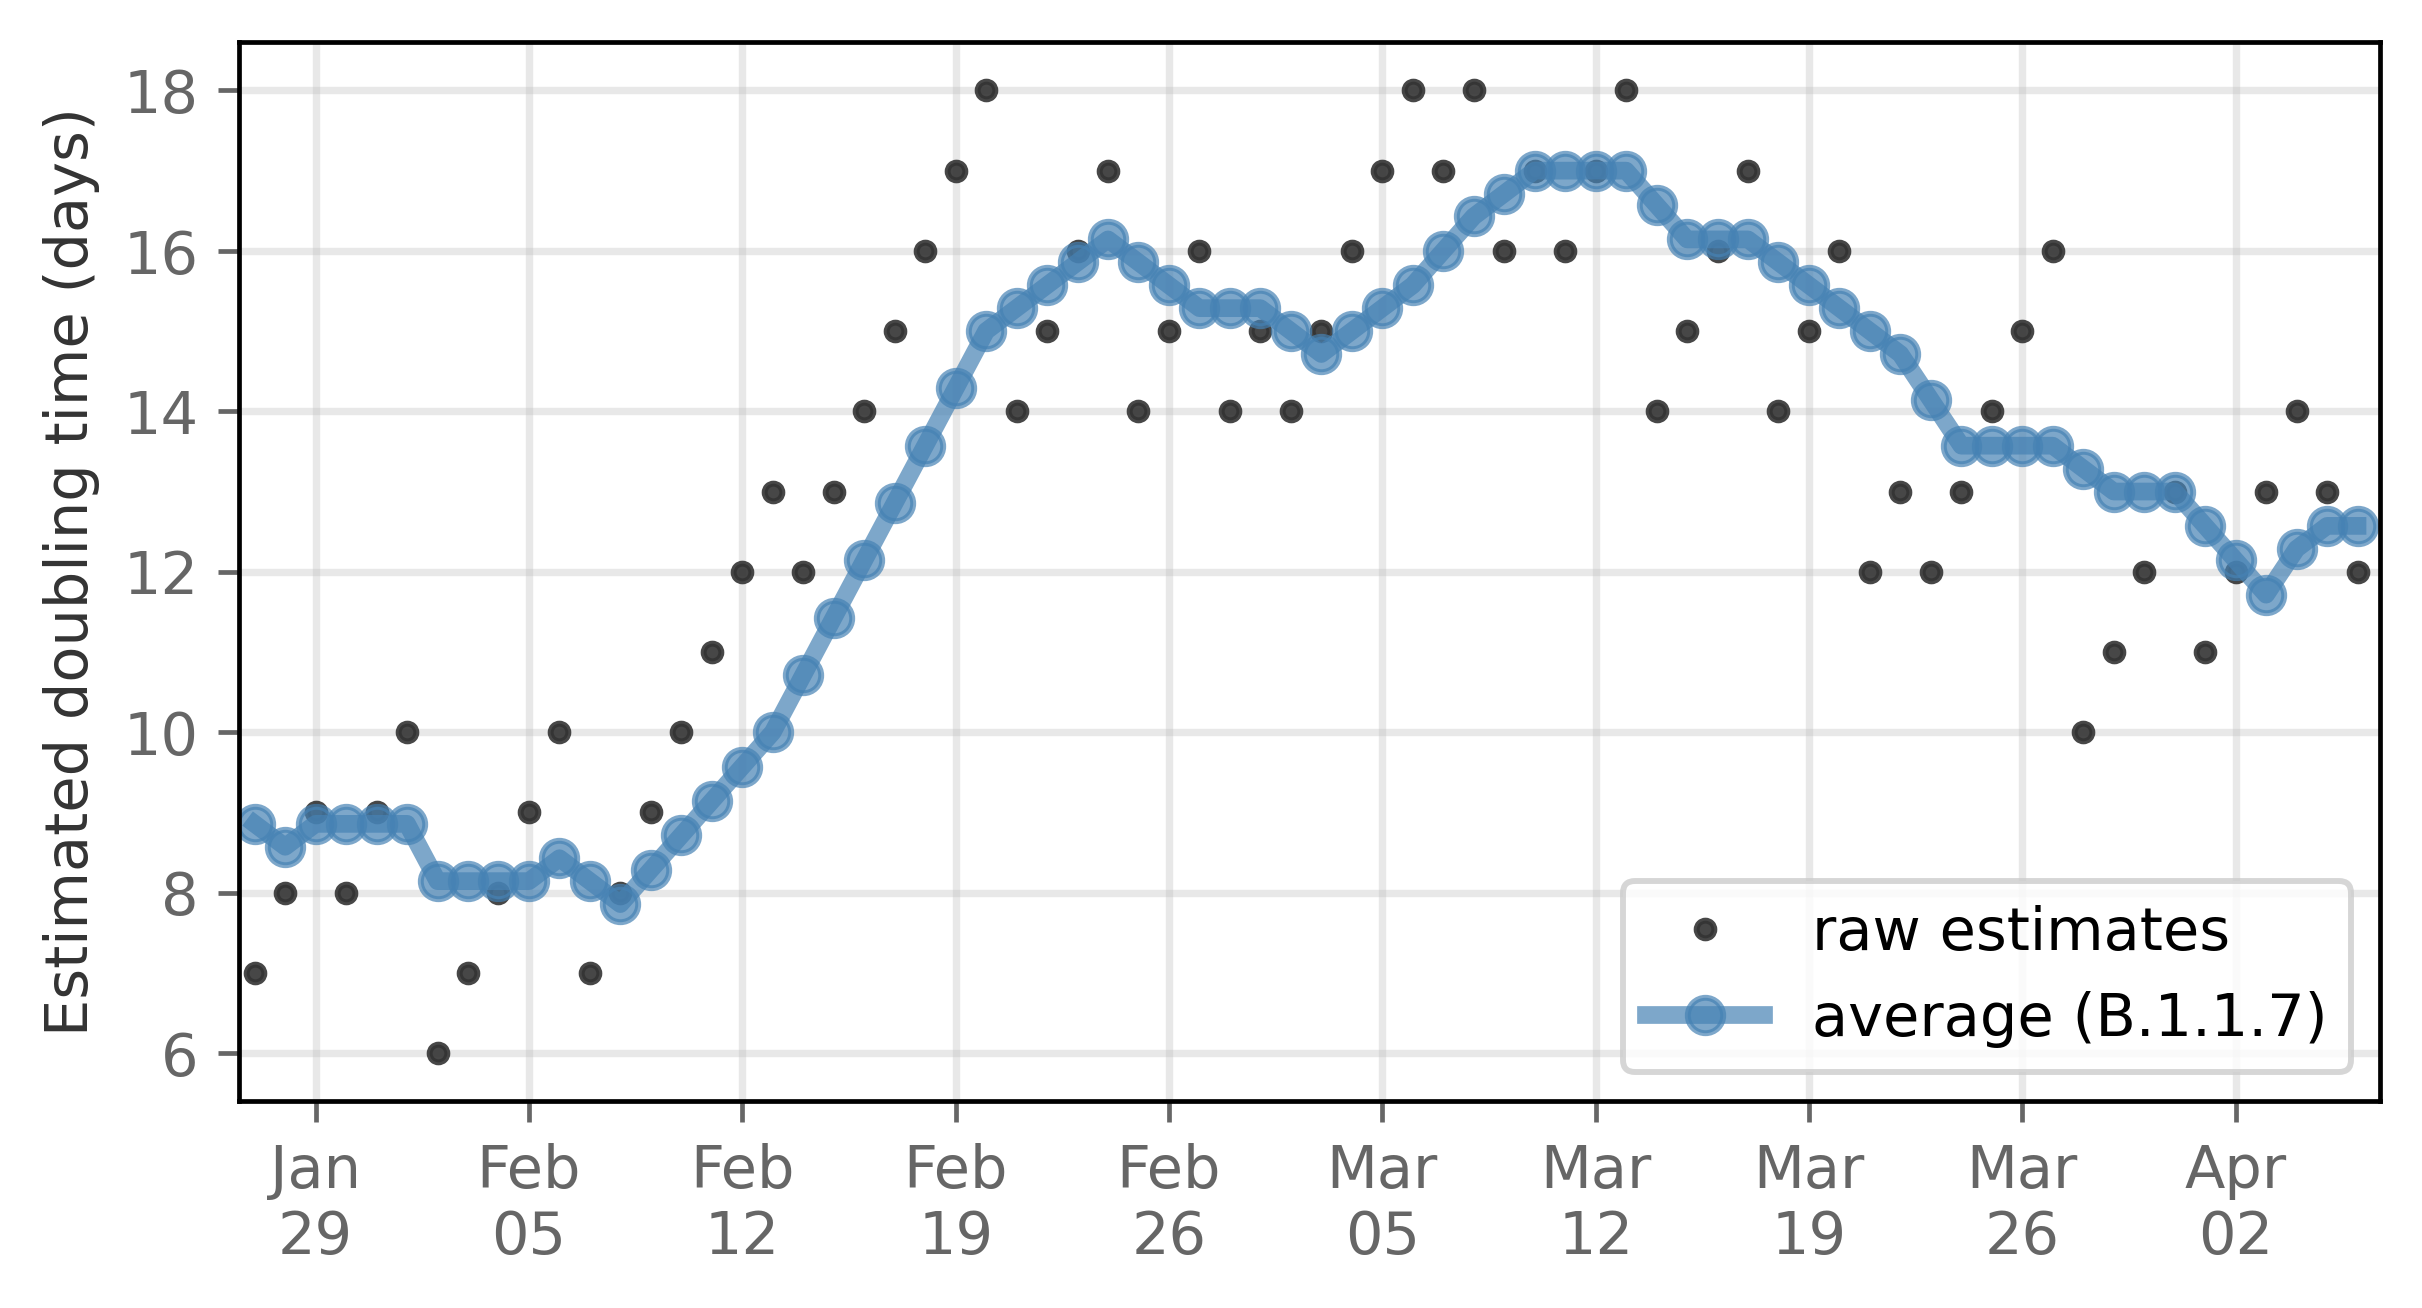 Estimated doubling time (days)
18
16
14
12
10
8
6
raw estimates
average (B.1.1.7)
Jan Feb Feb Feb Feb Mar Mar Mar Mar Apr
29 05 12 19 26 05 12 19 26 02